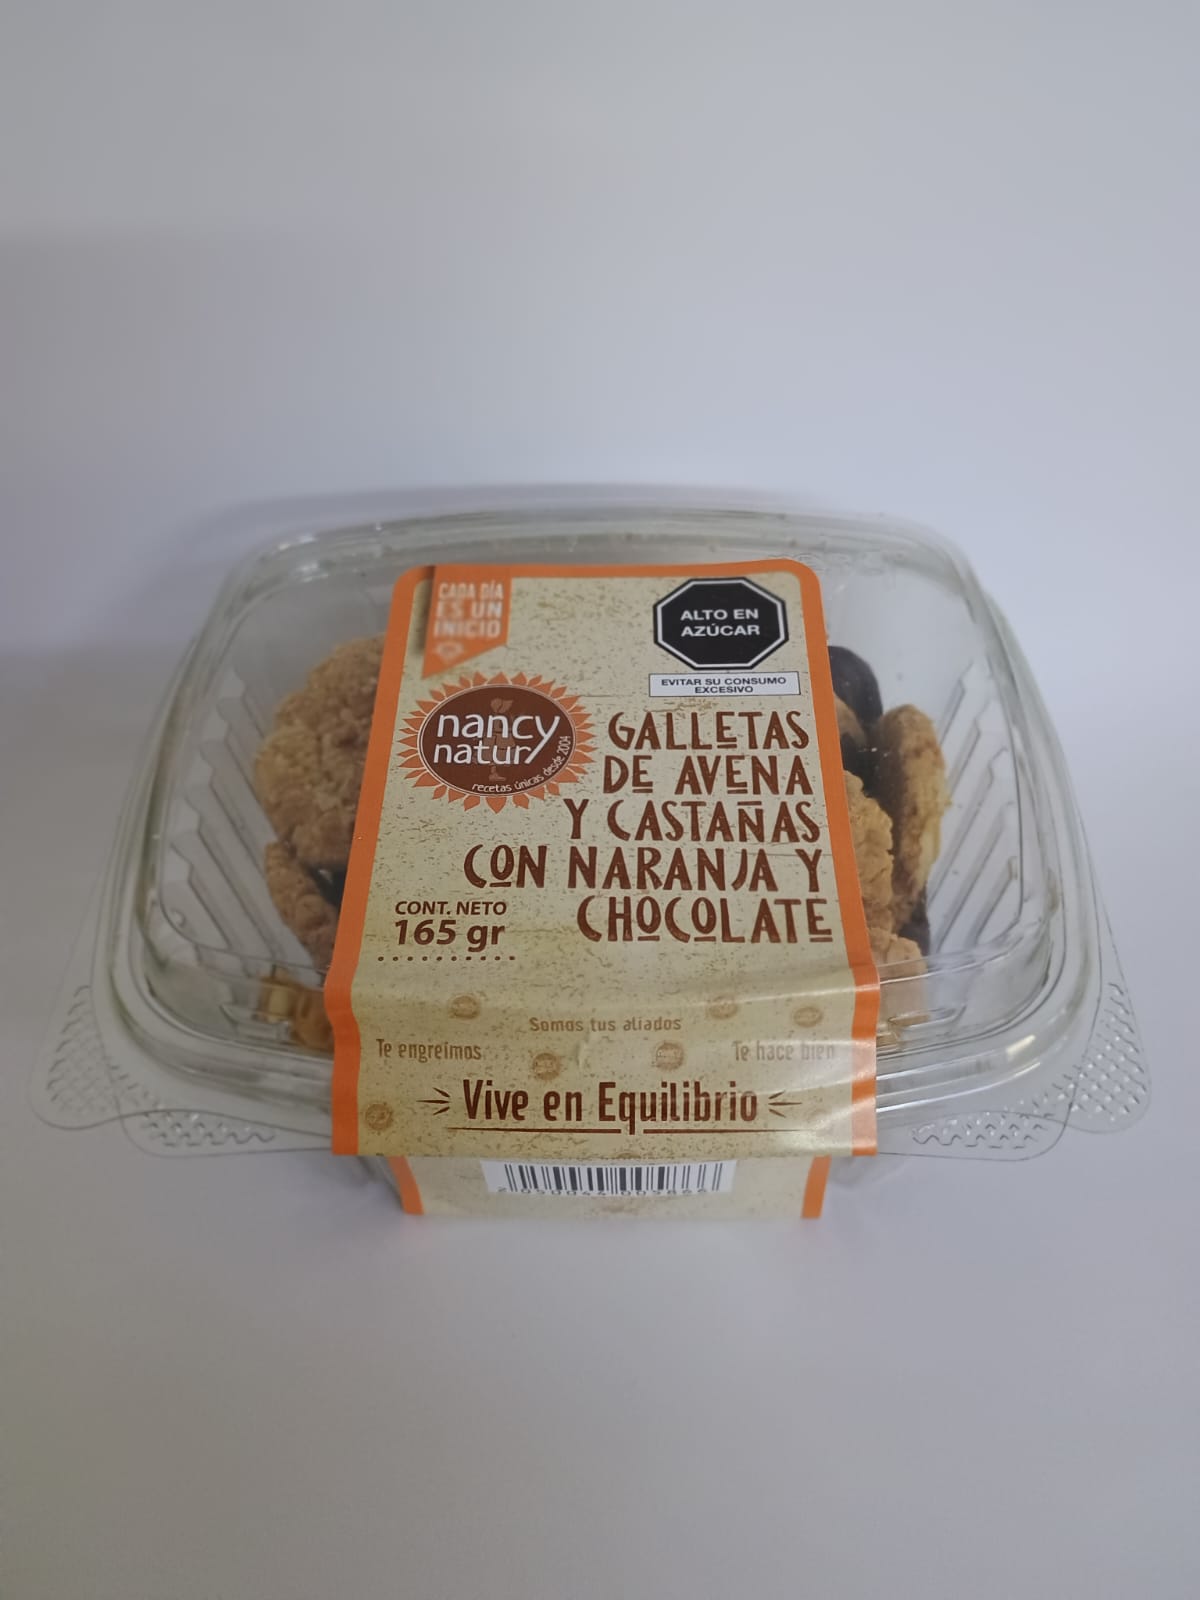 CADA DÍA
ES UN
INICIO
ALTO EN
AZÚCAR
EVITAR SU CONSUMO
EXCESIVO
nancy
natur
recetas únicas desde 2004
GALLETAS
DE AVENA
Y CASTAÑAS
CON NARANJA Y
CHOCOLATE
CONT. NETO
165 gr
Somos tus aliados
Te engreímos
Te hace bien
Vive en Equilibrio